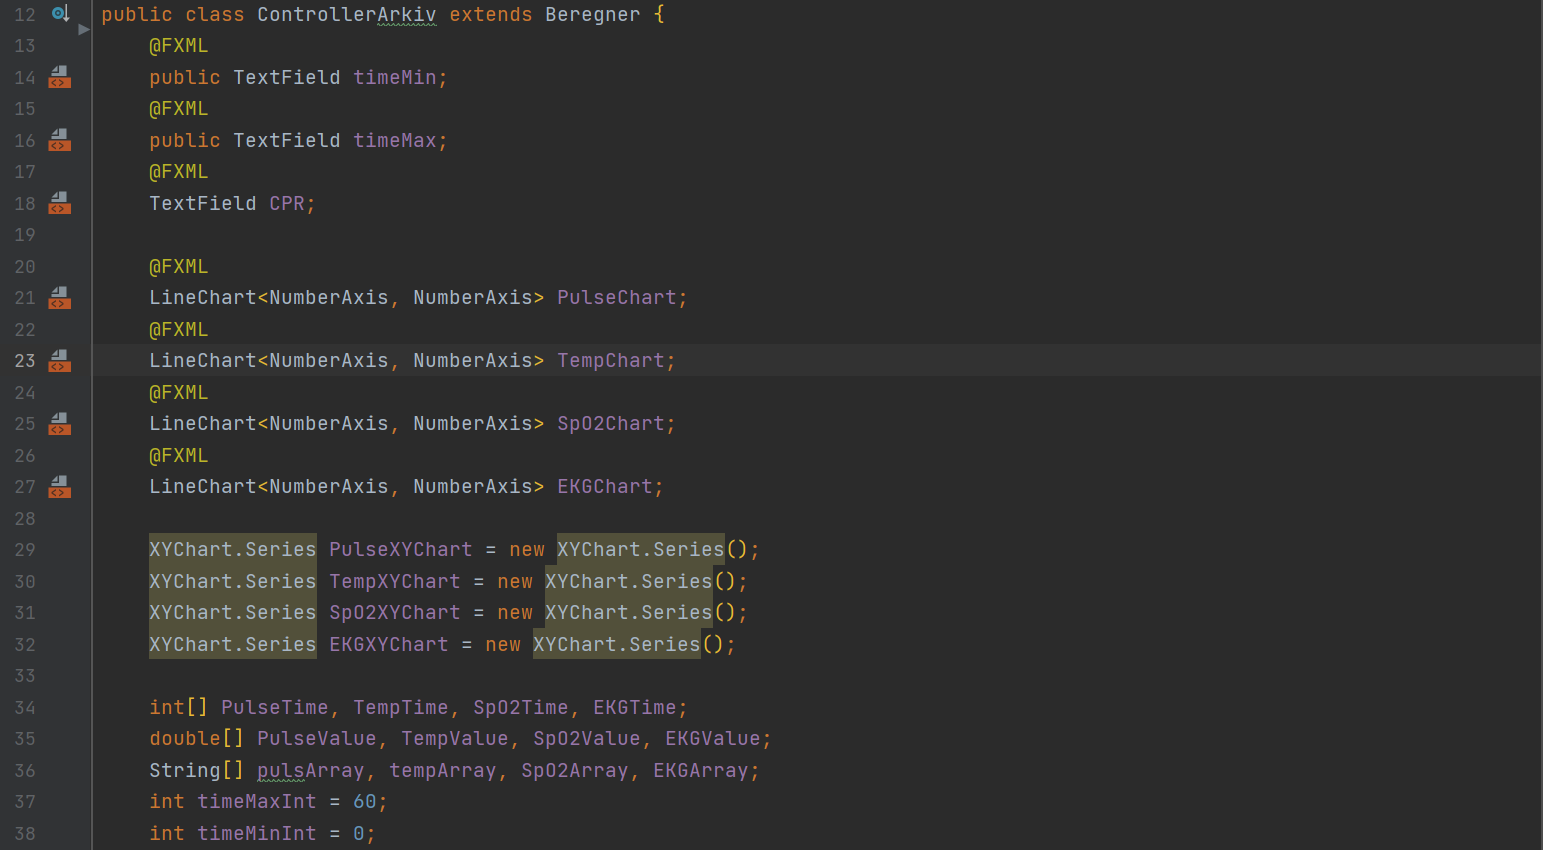 12 public class ControllerArkiv extends Beregner {
13 @FXML
14 public TextField timeMin;
15 @FXML
16 public TextField timeMax;
17 @FXML
18 TextField CPR;
19
20 @FXML
21 LineChart<NumberAxis, NumberAxis> PulseChart;
22 @FXML
23 LineChart<NumberAxis, NumberAxis> TempChart;
24 @FXML
25 LineChart<NumberAxis, NumberAxis> SpO2Chart;
26 @FXML
27 LineChart<NumberAxis, NumberAxis> EKGChart;
28
29 XYChart.Series PulseXYChart = new XYChart.Series();
30 XYChart.Series TempXYChart = new XYChart.Series();
31 XYChart.Series SpO2XYChart = new XYChart.Series();
32 XYChart.Series EKGXYChart = new XYChart.Series();
33
34 int[] PulseTime, TempTime, SpO2Time, EKGTime;
35 double[] PulseValue, TempValue, SpO2Value, EKGValue;
36 String[] pulsArray, tempArray, SpO2Array, EKGArray;
37 int timeMaxInt = 60;
38 int timeMinInt = 0;